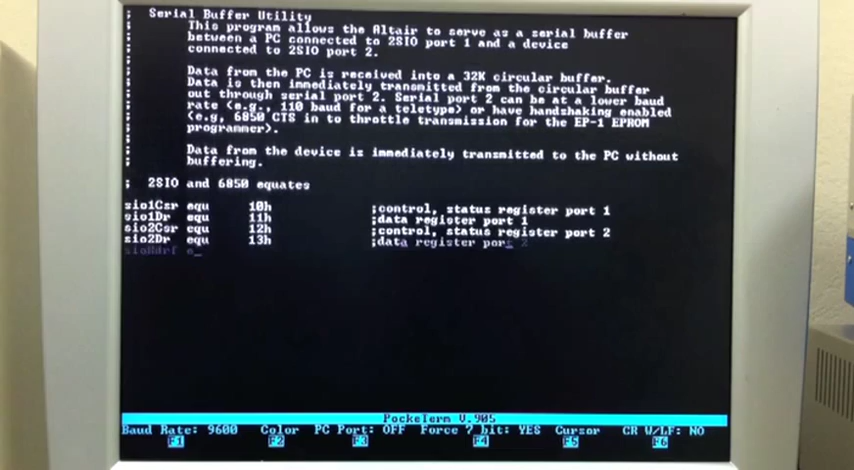 ; Serial Buffer Utility
; This program allows the Altair to serve as a serial buffer
; between a PC connected to 2SIO port 1 and a device
; connected to 2SIO port 2.
;
; Data from the PC is received into a 32K circular buffer.
; Data is then immediately transmitted from the circular buffer
; out through serial port 2. Serial port 2 can be at a lower baud
; rate (e.g., 110 baud for a teletype) or have handshaking enabled
; (e.g, 6850 CTS in to throttle transmission for the EP-1 EPROM
; programmer).
;
; Data from the device is immediately transmitted to the PC without
; buffering.
; 2SIO and 6850 equates
sio1Csr equ 10h ;control, status register port 1
sio1Dr equ 11h ;data register port 1
sio2Csr equ 12h ;control, status register port 2
sio2Dr equ 13h ;data register port 2
e_
PockeTerm V.905
Baud Rate: 9600 Color PC Port: OFF Force 7 bit: YES Cursor CR W/LF: NO
F1 F2 F3 F4 F5 F6